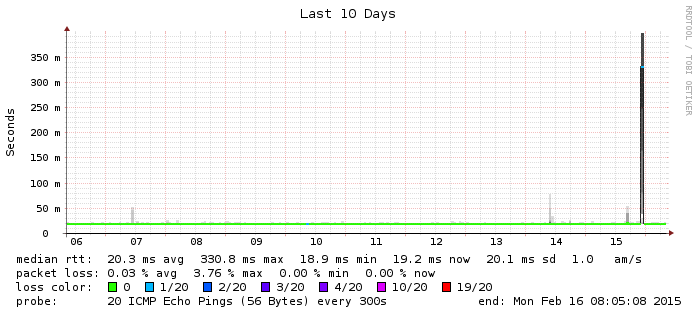 Last 10 Days
RRDTOOL / TOBI OETIKER
Seconds
350 m
300 m
250 m
200 m
150 m
100 m
50 m
0
06 07 08 09 10 11 12 13 14 15
median rtt: 20.3 ms avg 330.8 ms max 18.9 ms min 19.2 ms now 20.1 ms sd 1.0 am/s
packet loss: 0.03 % avg 3.76 % max 0.00 % min 0.00 % now
loss color: 0 1/20 2/20 3/20 4/20 10/20 19/20
probe: 20 ICMP Echo Pings (56 Bytes) every 300s end: Mon Feb 16 08:05:08 2015